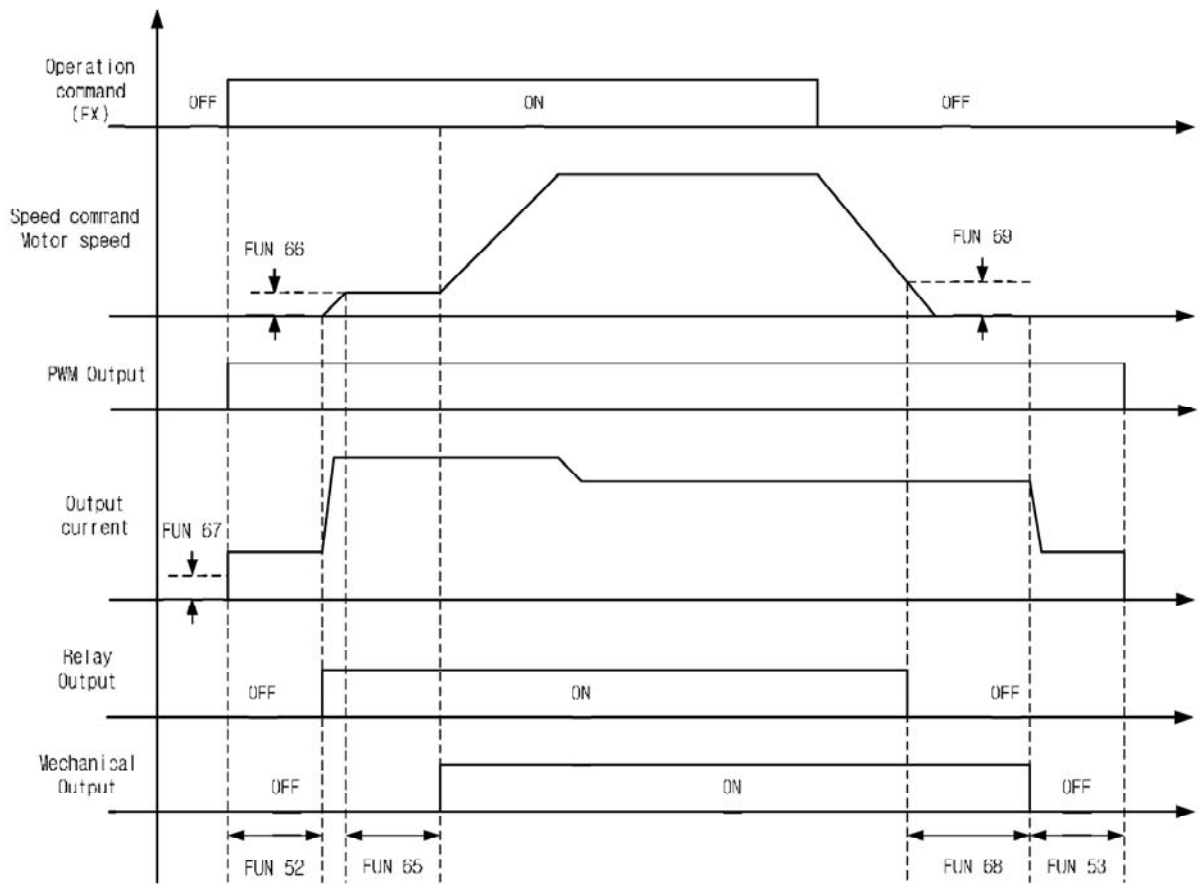 Operation
command
(FX)
OFF
ON
OFF
Speed command
Motor speed
FUN 66
FUN 69
PWM Output
Output
current
FUN 67
Relay
Output
OFF
ON
OFF
Mechanical
Output
OFF
ON
OFF
FUN 52
FUN 65
FUN 68
FUN 53